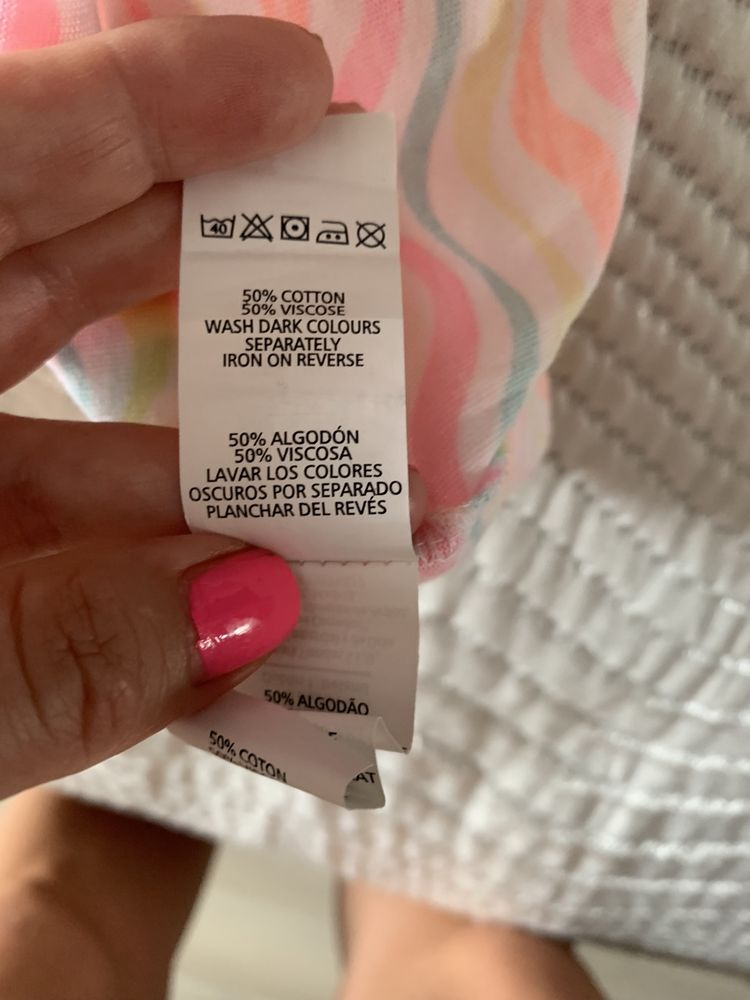 40
50% COTTON
50% VISCOSE
WASH DARK COLOURS
SEPARATELY
IRON ON REVERSE
50% ALGODÓN
50% VISCOSA
LAVAR LOS COLORES
OSCUROS POR SEPARADO
PLANCHAR DEL REVÉS
50% ALGODÃO
50% COTON